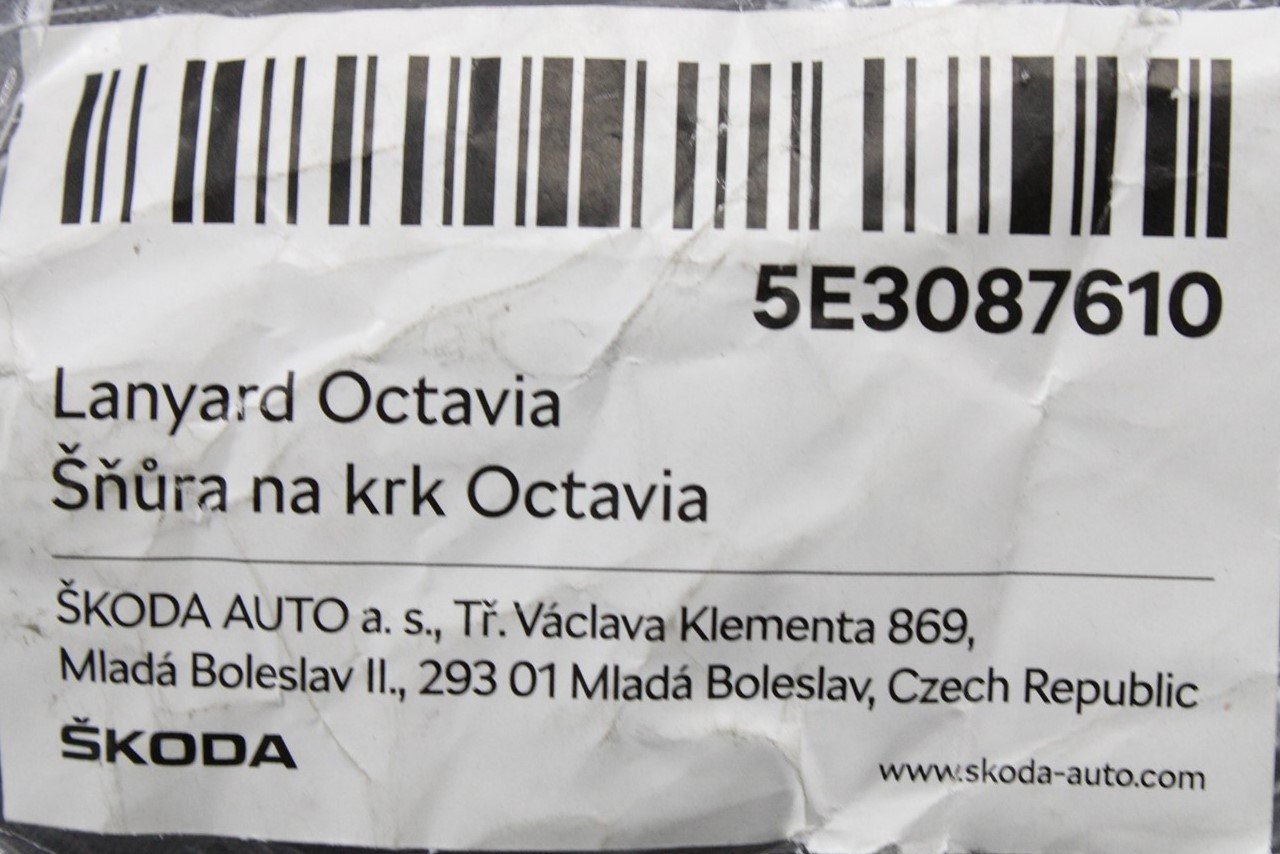 5E3087610
Lanyard Octavia
Šňůra na krk Octavia
ŠKODA AUTO a. s., Tř. Václava Klementa 869,
Mladá Boleslav II., 293 01 Mladá Boleslav, Czech Republic
ŠKODA
www.skoda-auto.com